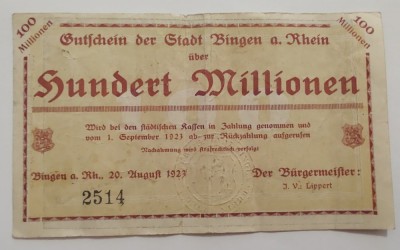 100 Millionen
100 Millionen
Gutschein der Stadt Bingen a. Rhein
über
Hundert Millionen
Wird bei den städtischen Kassen in Zahlung genommen und
vom 1. September 1923 ab zur Rückzahlung aufgerufen
Nachahmung wird strafrechtlich verfolgt
Bingen a. Rh., 20. August 1923
Der Bürgermeister:
2514
J. V.: Lippert